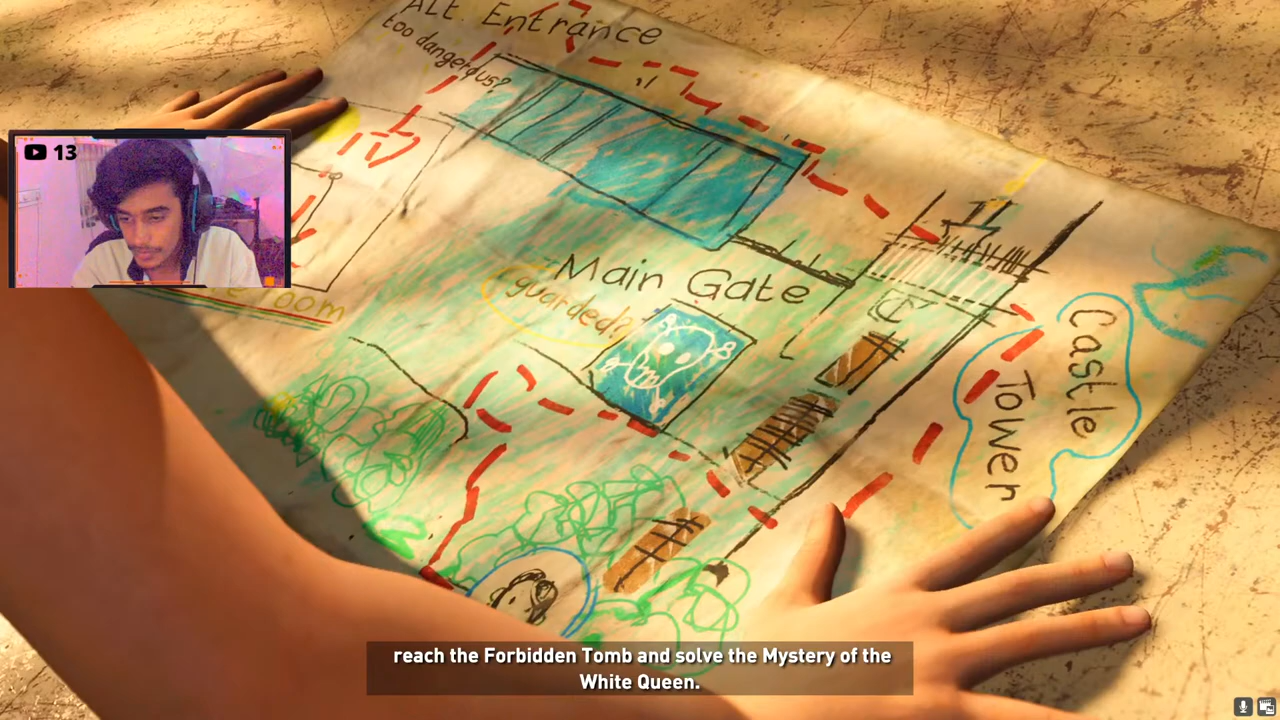 ALt. Entrance
too dangerous?
13
Main Gate
guarded?
room
Castle
Tower
reach the Forbidden Tomb and solve the Mystery of the
White Queen.